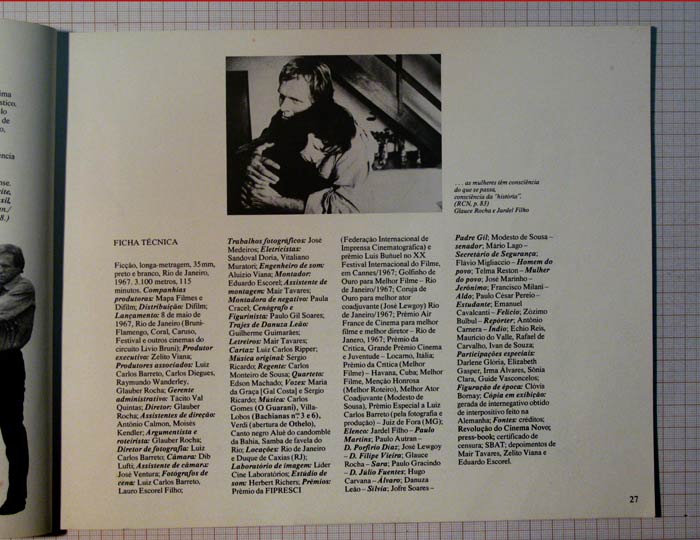 ima
stico.
lo
de
o,
ência
nse.
ite,
sil,
en./
8.)
. . . as mulheres têm consciência
do que se passa,
consciência da "história".
(RCN, p. 83)
Glauce Rocha e Jardel Filho
FICHA TÉCNICA
Ficção, longa-metragem, 35mm,
preto e branco, Rio de Janeiro,
1967. 3.100 metros, 115
minutos. Companhias
produtoras: Mapa Filmes e
Difilm; Distribuição: Difilm;
Lançamento: 8 de maio de
1967, Rio de Janeiro (Bruni-
Flamengo, Coral, Caruso,
Festival e outros cinemas do
circuito Livio Bruni); Produtor
executivo: Zelito Viana;
Produtores associados: Luiz
Carlos Barreto, Carlos Diegues,
Raymundo Wanderley,
Glauber Rocha; Gerente
administrativo: Tácito Val
Quintas; Diretor: Glauber
Rocha; Assistentes de direção:
Antônio Calmon, Moisés
Kendler; Argumentista e
roteirista: Glauber Rocha;
Diretor de fotografia: Luiz
Carlos Barreto; Câmara: Dib
Lufti; Assistente de câmara:
José Ventura; Fotógrafos de
cena: Luiz Carlos Barreto,
Lauro Escorel Filho;
Trabalhos fotográficos: José
Medeiros; Eletricistas:
Sandoval Doria, Vitaliano
Muratori; Engenheiro de som:
Aluizio Viana; Montador:
Eduardo Escorel; Assistente de
montagem: Mair Tavares;
Montadora de negativo: Paula
Cracel; Cenógrafo e
Figurinista: Paulo Gil Soares;
Trajes de Danuza Leão:
Guilherme Guimarães;
Letreiros: Mair Tavares;
Cartaz: Luiz Carlos Ripper;
Música original: Sérgio
Ricardo; Regente: Carlos
Monteiro de Sousa; Quarteto:
Edson Machado; Vozes: Maria
da Graça [Gal Costa] e Sérgio
Ricardo; Música: Carlos
Gomes (O Guarani), Villa-
Lobos (Bachianas nº 3 e 6),
Verdi (abertura de Othelo),
Canto negro Aluê do candomblé
da Bahia, Samba de favela do
Rio; Locações: Rio de Janeiro
e Duque de Caxias (RJ);
Laboratório de imagem: Lider
Cine Laboratórios; Estúdio de
som: Herbert Richers; Prêmios:
Prêmio da FIPRESCI
(Federação Internacional de
Imprensa Cinematográfica) e
prêmio Luis Buñuel no XX
Festival Internacional do Filme,
em Cannes/1967; Golfinho de
Ouro para Melhor Filme - Rio
de Janeiro/1967; Coruja de
Ouro para melhor ator
coadjuvante (José Lewgoy) Rio
de Janeiro/1967; Prêmio Air
France de Cinema para melhor
filme e melhor diretor – Rio de
Janero, 1967; Prêmio da
Crítica, Grande Prêmio Cinema
e Juventude – Locarno, Itália;
Prêmio da Crítica (Melhor
Filme) – Havana, Cuba; Melhor
Filme, Menção Honrosa
(Melhor Roteiro), Melhor Ator
Coadjuvante (Modesto de
Sousa), Prêmio Especial a Luiz
Carlos Barreto (pela fotografia e
produção) – Juiz de Fora (MG);
Elenco: Jardel Filho – Paulo
Martins; Paulo Autran –
D. Porfírio Diaz; José Lewgoy
– D. Filipe Vieira; Glauce
Rocha – Sara; Paulo Gracindo
– D. Júlio Fuentes; Hugo
Carvana – Álvaro; Danuza
Leão – Silvia; Jofre Soares –
Padre Gil; Modesto de Sousa –
senador; Mário Lago –
Secretário de Segurança;
Flávio Migliaccio – Homem do
povo; Telma Reston – Mulher
do povo; José Marinho –
Jerônimo; Francisco Milani –
Aldo; Paulo César Pereio –
Estudante; Emanuel
Cavalcanti – Felício; Zózimo
Bulbul – Repórter; Antônio
Carnera – Índio; Echio Reis,
Mauricio do Valle, Rafael de
Carvalho, Ivan de Souza;
Participações especiais:
Darlene Glória, Elizabeth
Gasper, Irma Álvares, Sônia
Clara, Guide Vasconcelos;
Figuração de época: Clóvis
Bornay; Cópia em exibição:
gerada de internegativo obtido
de interpositivo feito na
Alemanha; Fontes: créditos;
Revolução do Cinema Novo;
press-book; certificado de
censura; SBAT; depoimentos de
Mair Tavares, Zelito Viana e
Eduardo Escorel.
27